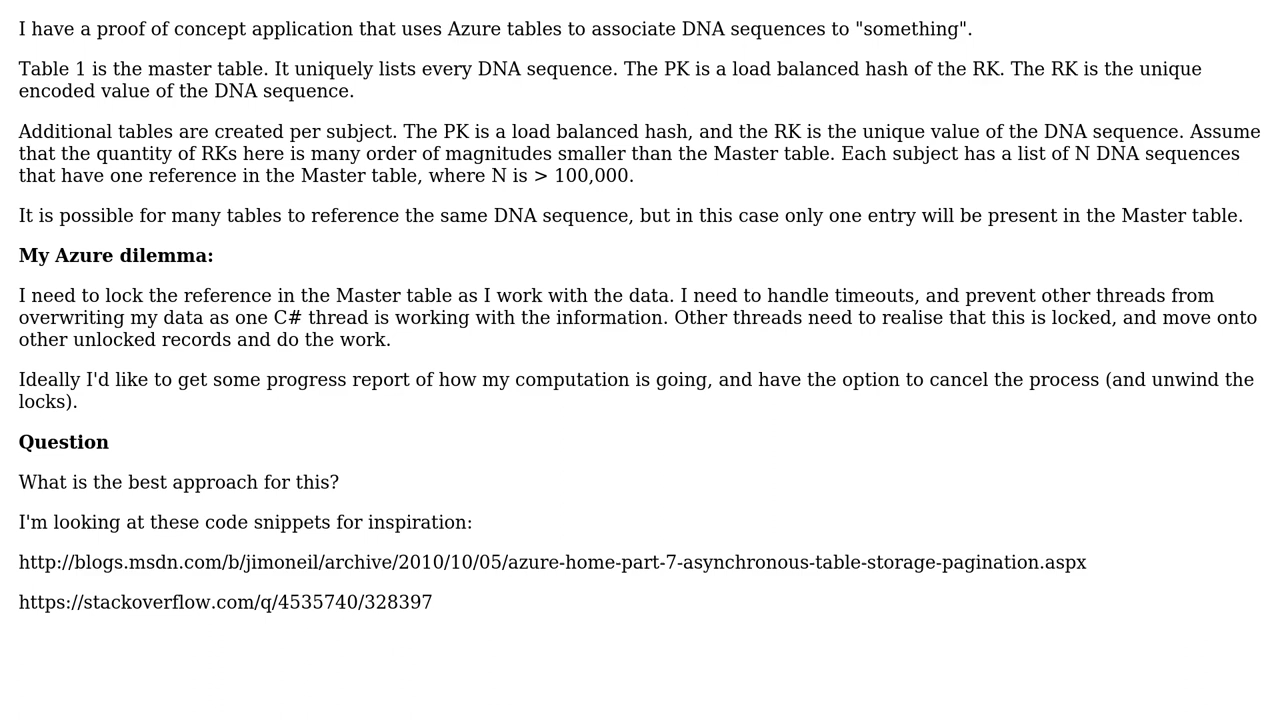 I have a proof of concept application that uses Azure tables to associate DNA sequences to "something".
Table 1 is the master table. It uniquely lists every DNA sequence. The PK is a load balanced hash of the RK. The RK is the unique
encoded value of the DNA sequence.
Additional tables are created per subject. The PK is a load balanced hash, and the RK is the unique value of the DNA sequence. Assume
that the quantity of RKs here is many order of magnitudes smaller than the Master table. Each subject has a list of N DNA sequences
that have one reference in the Master table, where N is > 100,000.
It is possible for many tables to reference the same DNA sequence, but in this case only one entry will be present in the Master table.
My Azure dilemma:
I need to lock the reference in the Master table as I work with the data. I need to handle timeouts, and prevent other threads from
overwriting my data as one C# thread is working with the information. Other threads need to realise that this is locked, and move onto
other unlocked records and do the work.
Ideally I'd like to get some progress report of how my computation is going, and have the option to cancel the process (and unwind the
locks).
Question
What is the best approach for this?
I'm looking at these code snippets for inspiration:
http://blogs.msdn.com/b/jimoneil/archive/2010/10/05/azure-home-part-7-asynchronous-table-storage-pagination.aspx
https://stackoverflow.com/q/4535740/328397